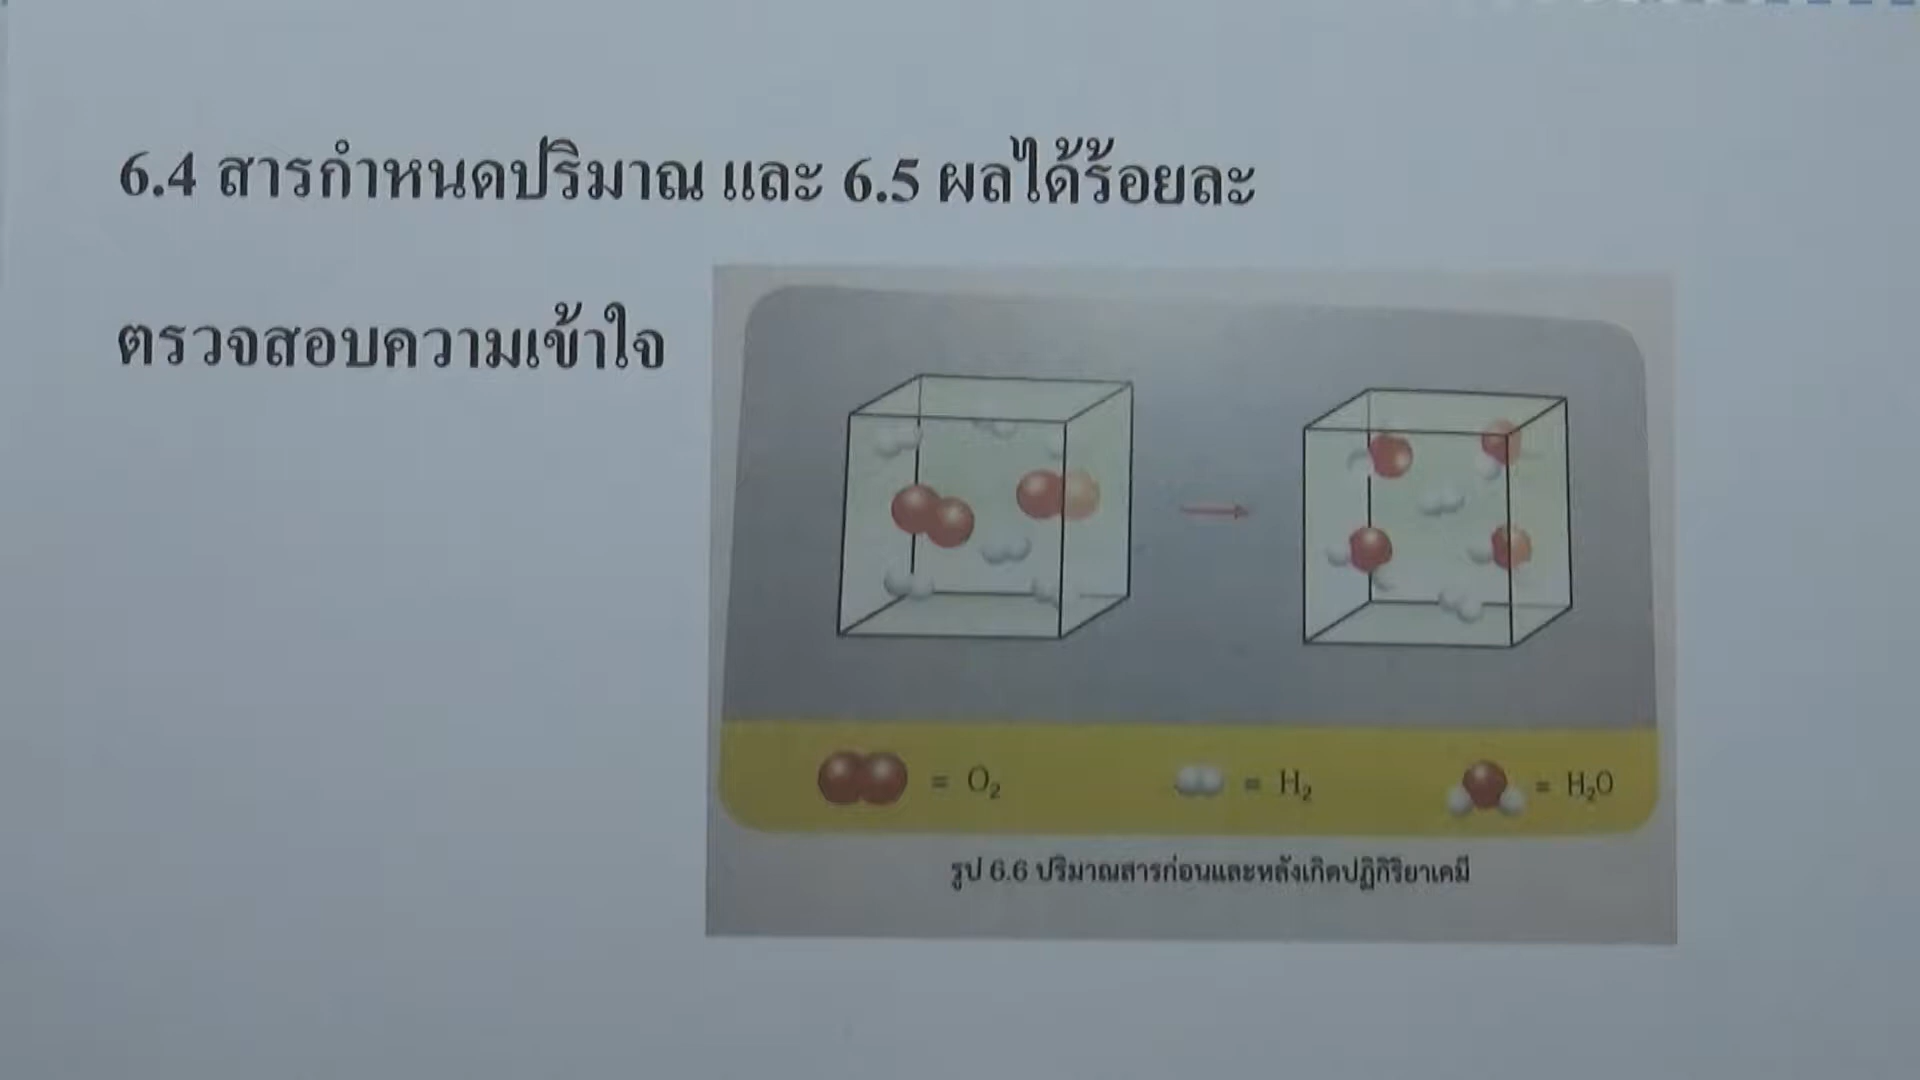 6.4 สารกำหนดปริมาณ และ 6.5 ผลได้ร้อยละ
ตรวจสอบความเข้าใจ
= O₂
= H₂
= H₂O
รูป 6.6 ปริมาณสารก่อนและหลังเกิดปฏิกิริยาเคมี